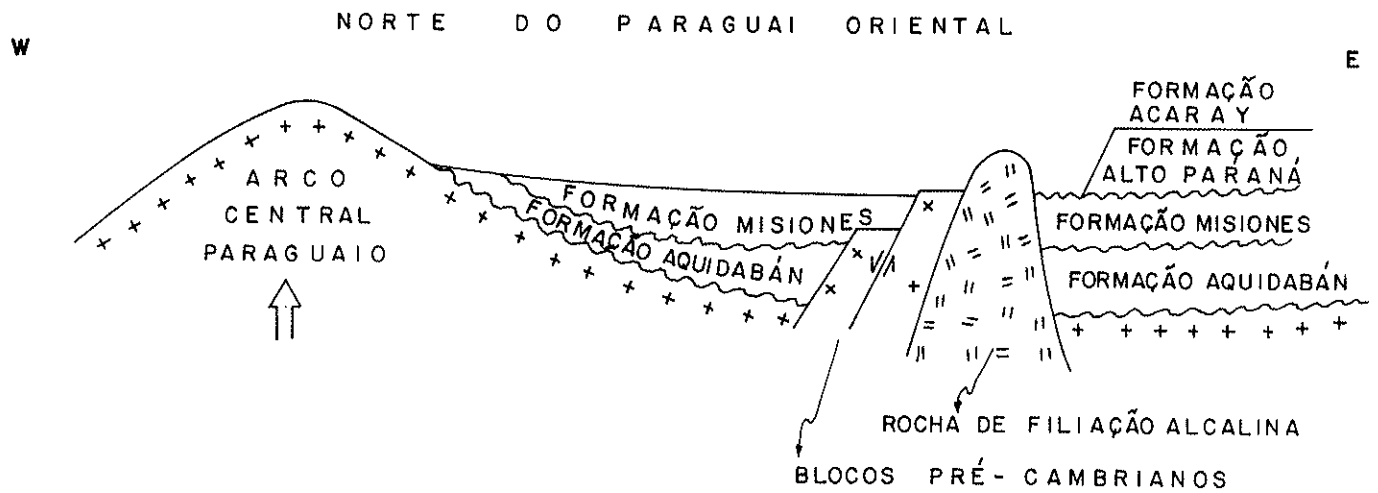 NORTE DO PARAGUAI ORIENTAL
W
E
FORMAÇÃO
ACARAY
FORMAÇÃO
ALTO PARANÁ
ARCO
CENTRAL
PARAGUAIO
FORMAÇÃO MISIONES
FORMAÇÃO AQUIDABÁN
FORMAÇÃO MISIONES
FORMAÇÃO AQUIDABÁN
ROCHA DE FILIAÇÃO ALCALINA
BLOCOS PRÉ-CAMBRIANOS